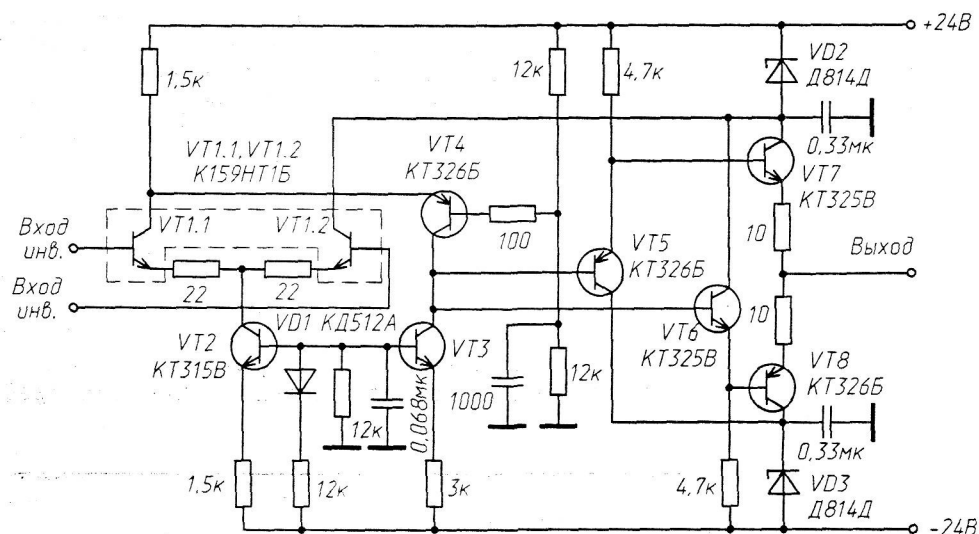 +24В
1,5к
12к
4,7к
VD2
Д814Д
VT1.1, VT1.2
К159НТ1Б
VT4
КТ326Б
0,33мк
VT7
КТ325В
Вход
инв.
VT1.1
VT1.2
100
VT5
КТ326Б
10
Выход
Вход
инв.
22
22
VT2
КТ315В
VD1
КД512А
VT3
VT6
КТ325В
10
VT8
КТ326Б
12к
0,068мк
1000
12к
0,33мк
1,5к
12к
3к
4,7к
VD3
Д814Д
-24В